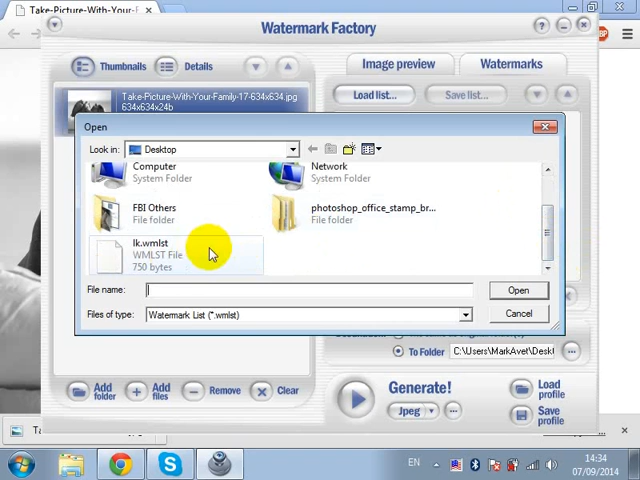 Take-Picture-With-Your-Fam
Watermark Factory
Thumbnails
Details
Image preview
Watermarks
Take-Picture-With-Your-Family-17-634x634.jpg
634x634x24b
Load list...
Save list...
Open
Look in:
Desktop
Computer
System Folder
Network
System Folder
FBI Others
File folder
photoshop_office_stamp_br...
File folder
lk.wmlst
WMLST File
750 bytes
File name:
Open
Files of type:
Watermark List (*.wmlst)
Cancel
To Folder
C:\Users\MarkAvet\Desk
Add folder
Add files
Remove
Clear
Generate!
Jpeg
Load profile
Save profile
EN
14:34
07/09/2014